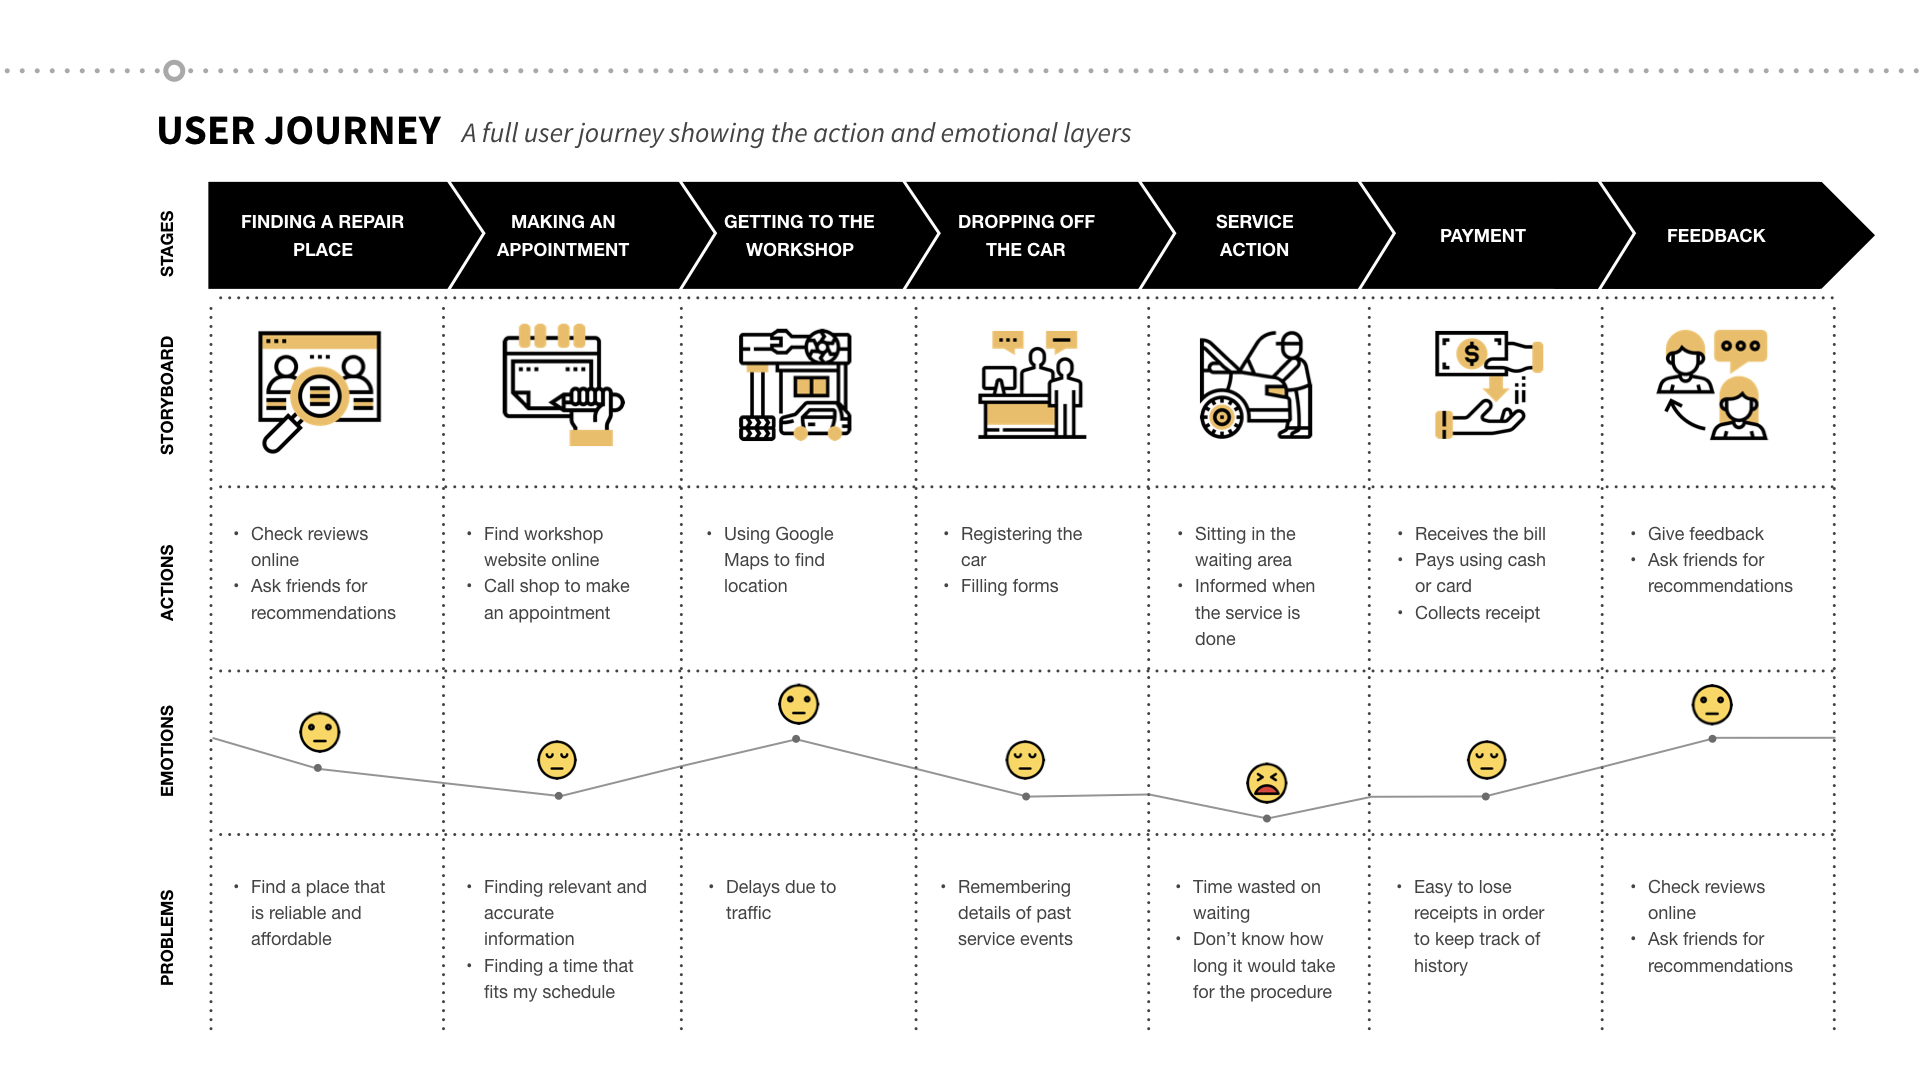 USER JOURNEY A full user journey showing the action and emotional layers
STAGES
FINDING A REPAIR
PLACE
MAKING AN
APPOINTMENT
GETTING TO THE
WORKSHOP
DROPPING OFF
THE CAR
SERVICE
ACTION
PAYMENT
FEEDBACK
STORYBOARD
$
ACTIONS
• Check reviews
online
• Ask friends for
recommendations
• Find workshop
website online
• Call shop to make
an appointment
• Using Google
Maps to find
location
• Registering the
car
• Filling forms
• Sitting in the
waiting area
• Informed when
the service is
done
• Receives the bill
• Pays using cash
or card
• Collects receipt
• Give feedback
• Ask friends for
recommendations
EMOTIONS
PROBLEMS
• Find a place that
is reliable and
affordable
• Finding relevant and
accurate
information
• Finding a time that
fits my schedule
• Delays due to
traffic
• Remembering
details of past
service events
• Time wasted on
waiting
• Don’t know how
long it would take
for the procedure
• Easy to lose
receipts in order
to keep track of
history
• Check reviews
online
• Ask friends for
recommendations